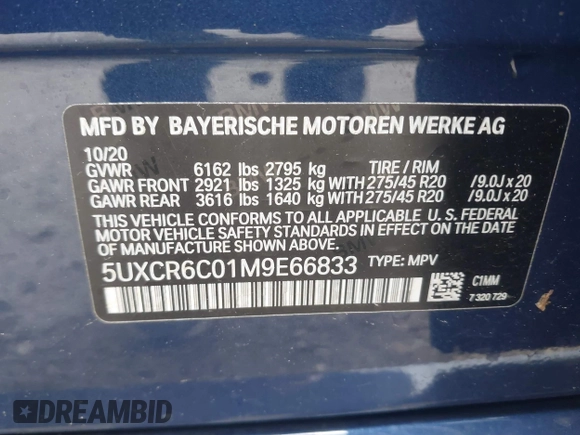 MFD BY BAYERISCHE MOTOREN WERKE AG
10/20
GVWR 6162 lbs 2795 kg TIRE / RIM
GAWR FRONT 2921 lbs 1325 kg WITH 275/45 R20 /9.0J x 20
GAWR REAR 3616 lbs 1640 kg WITH 275/45 R20 /9.0J x 20
THIS VEHICLE CONFORMS TO ALL APPLICABLE U. S. FEDERAL
MOTOR VEHICLE SAFETY STANDARDS IN EFFECT ON THE DATE
OF MANUFACTURE SHOWN ABOVE.
5UXCR6C01M9E66833 TYPE: MPV
C1MM
7 320 729
DREAMBID